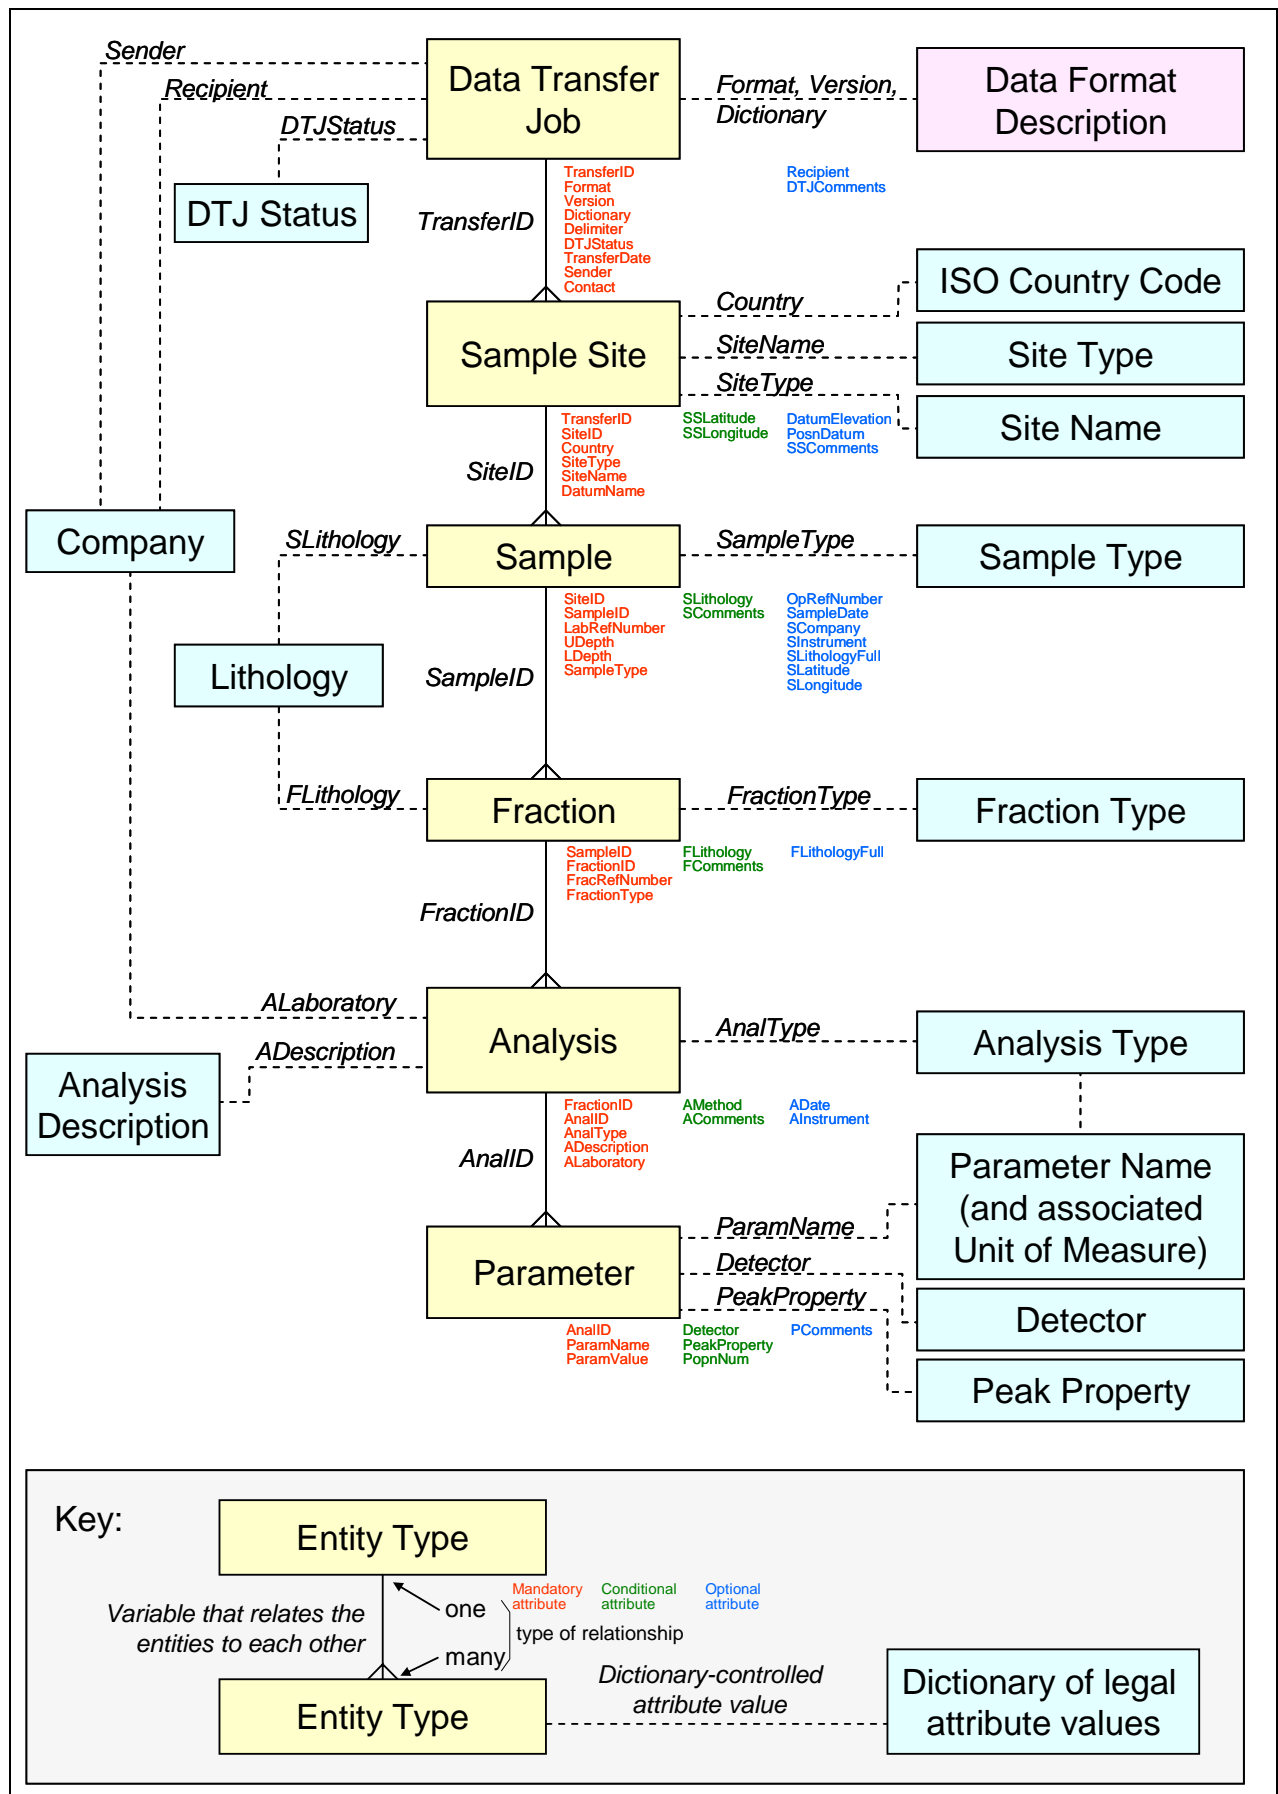 Sender
Recipient
DTJStatus
Data Transfer
Job
Format, Version,
Dictionary
Data Format
Description
DTJ Status
TransferID
TransferID
Format
Version
Dictionary
Delimiter
DTJStatus
TransferDate
Sender
Contact
Recipient
DTJComments
Sample Site
Country
SiteName
SiteType
ISO Country Code
Site Type
Site Name
SiteID
TransferID
SiteID
Country
SiteType
SiteName
DatumName
SSLatitude
SSLongitude
DatumElevation
PosnDatum
SSComments
Company
SLithology
Sample
SampleType
Sample Type
Lithology
SampleID
SiteID
SampleID
LabRefNumber
UDepth
LDepth
SampleType
SLithology
SComments
OpRefNumber
SampleDate
SCompany
SInstrument
SLithologyFull
SLatitude
SLongitude
FLithology
Fraction
FractionType
Fraction Type
FractionID
SampleID
FractionID
FracRefNumber
FractionType
FLithology
FComments
FLithologyFull
ALaboratory
ADescription
Analysis
AnalType
Analysis Type
Analysis
Description
AnalID
FractionID
AnalID
AnalType
ADescription
ALaboratory
AMethod
AComments
ADate
AInstrument
Parameter Name
(and associated
Unit of Measure)
Parameter
ParamName
Detector
PeakProperty
Detector
Peak Property
AnalID
ParamName
ParamValue
Detector
PeakProperty
PopnNum
PComments
Key:
Entity Type
Variable that relates the
entities to each other
one
many
type of relationship
Mandatory
attribute
Conditional
attribute
Optional
attribute
Entity Type
Dictionary-controlled
attribute value
Dictionary of legal
attribute values